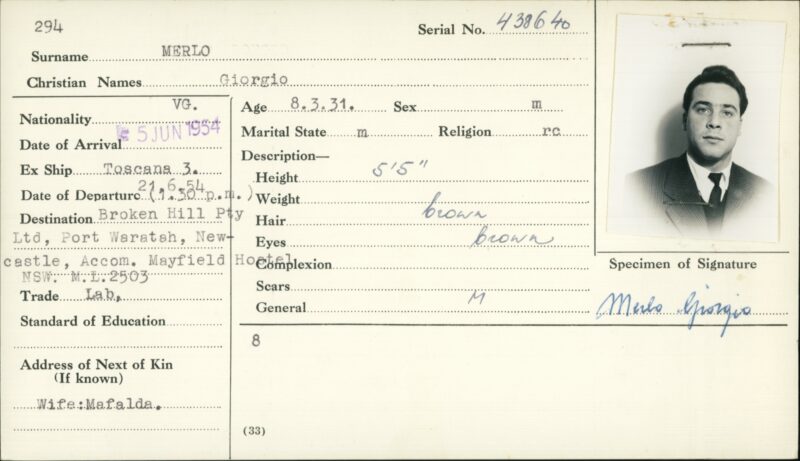 294
Serial No. 438640
Surname MERLO
Christian Names Giorgio
Nationality VG.
Date of Arrival 5 JUN 1954
Ex Ship Toscana 3.
Date of Departure 21.6.54 (1.30 p.m.)
Destination Broken Hill Pty
Ltd, Port Waratah, New-
castle, Accom. Mayfield Hostel
NSW. M.L.2503
Trade Lab,
Standard of Education
Address of Next of Kin
(If known)
Wife:Mafalda.
Age 8.3.31. Sex m
Marital State m Religion rc
Description—
Height 5'5"
Weight
Hair brown
Eyes brown
Complexion
Scars
General M
8
(33)
Specimen of Signature
Merlo Giorgio